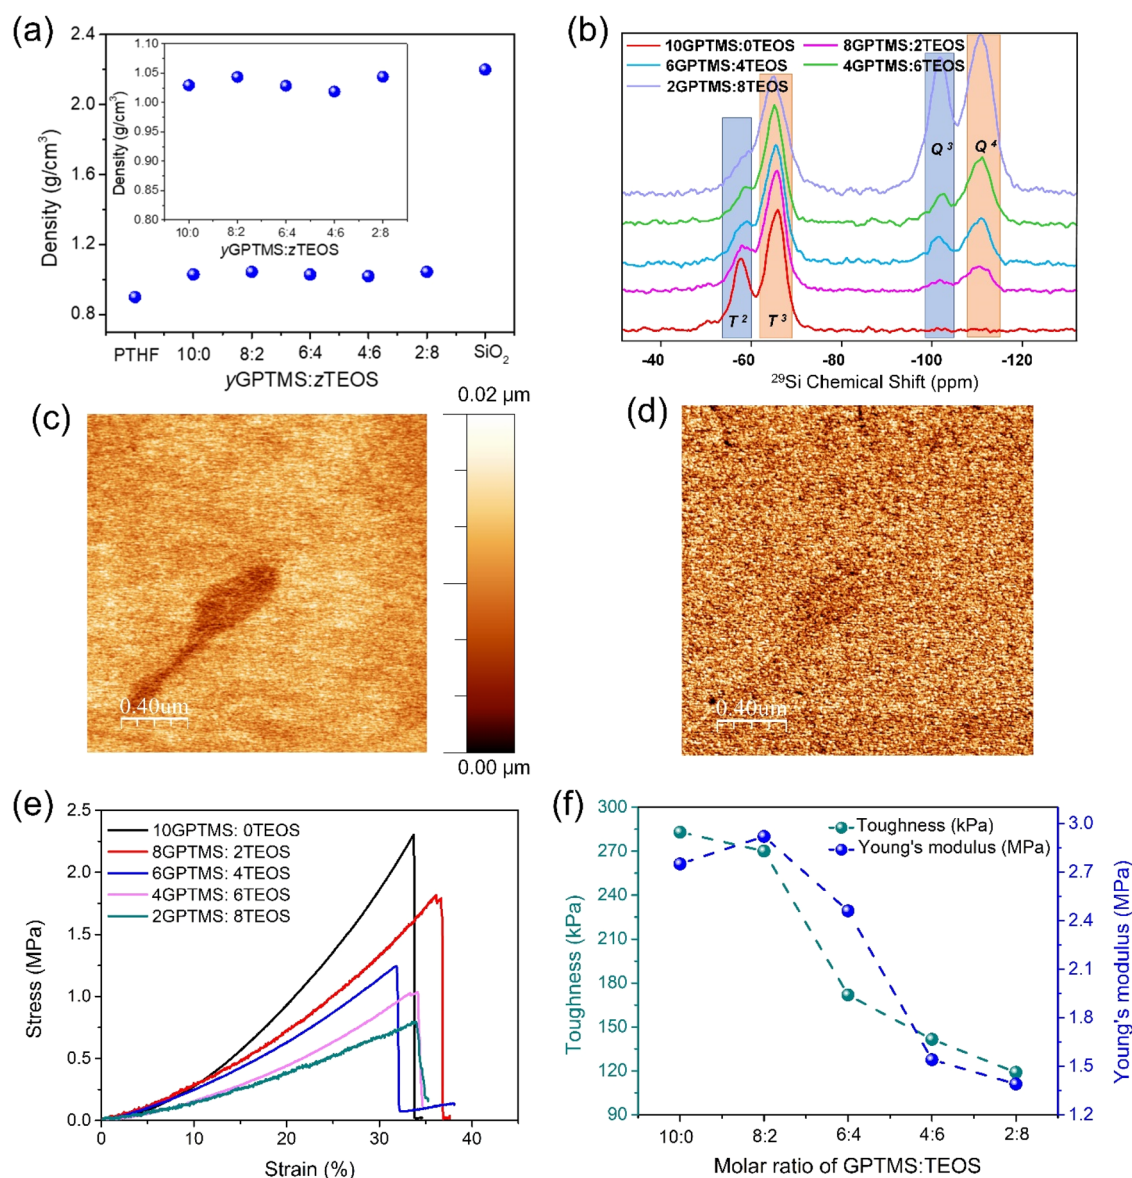 (a)
2.4
2.0
1.6
1.2
0.8
Density (g/cm³)
PTHF
10:0
8:2
6:4
4:6
2:8
SiO₂
yGPTMS:zTEOS
1.10
1.05
1.00
0.95
0.90
0.85
0.80
Density (g/cm³)
10:0
8:2
6:4
4:6
2:8
yGPTMS:zTEOS
(b)
10GPTMS:0TEOS
8GPTMS:2TEOS
6GPTMS:4TEOS
4GPTMS:6TEOS
2GPTMS:8TEOS
T²
T³
Q³
Q⁴
-40
-60
-80
-100
-120
²⁹Si Chemical Shift (ppm)
(c)
0.40um
0.02 µm
0.00 µm
(d)
0.40um
(e)
2.5
2.0
1.5
1.0
0.5
0.0
Stress (MPa)
10GPTMS: 0TEOS
8GPTMS: 2TEOS
6GPTMS: 4TEOS
4GPTMS: 6TEOS
2GPTMS: 8TEOS
0
10
20
30
40
Strain (%)
(f)
300
270
240
210
180
150
120
90
Toughness (kPa)
Toughness (kPa)
Young's modulus (MPa)
3.0
2.7
2.4
2.1
1.8
1.5
1.2
Young's modulus (MPa)
10:0
8:2
6:4
4:6
2:8
Molar ratio of GPTMS:TEOS